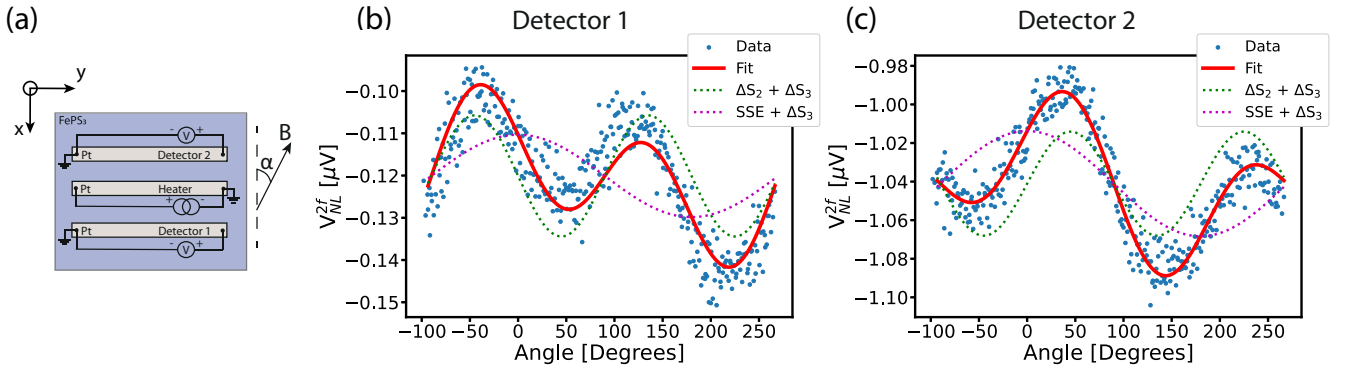 (a)
y
x
FePS₃
- V +
Pt Detector 2
Pt Heater
+ -
Pt Detector 1
- V +
B
α
(b) Detector 1
Data
Fit
ΔS₂ + ΔS₃
SSE + ΔS₃
V²ᶠ_NL [μV]
−0.10
−0.11
−0.12
−0.13
−0.14
−0.15
−100 −50 0 50 100 150 200 250
Angle [Degrees]
(c) Detector 2
Data
Fit
ΔS₂ + ΔS₃
SSE + ΔS₃
V²ᶠ_NL [μV]
−0.98
−1.00
−1.02
−1.04
−1.06
−1.08
−1.10
−100 −50 0 50 100 150 200 250
Angle [Degrees]